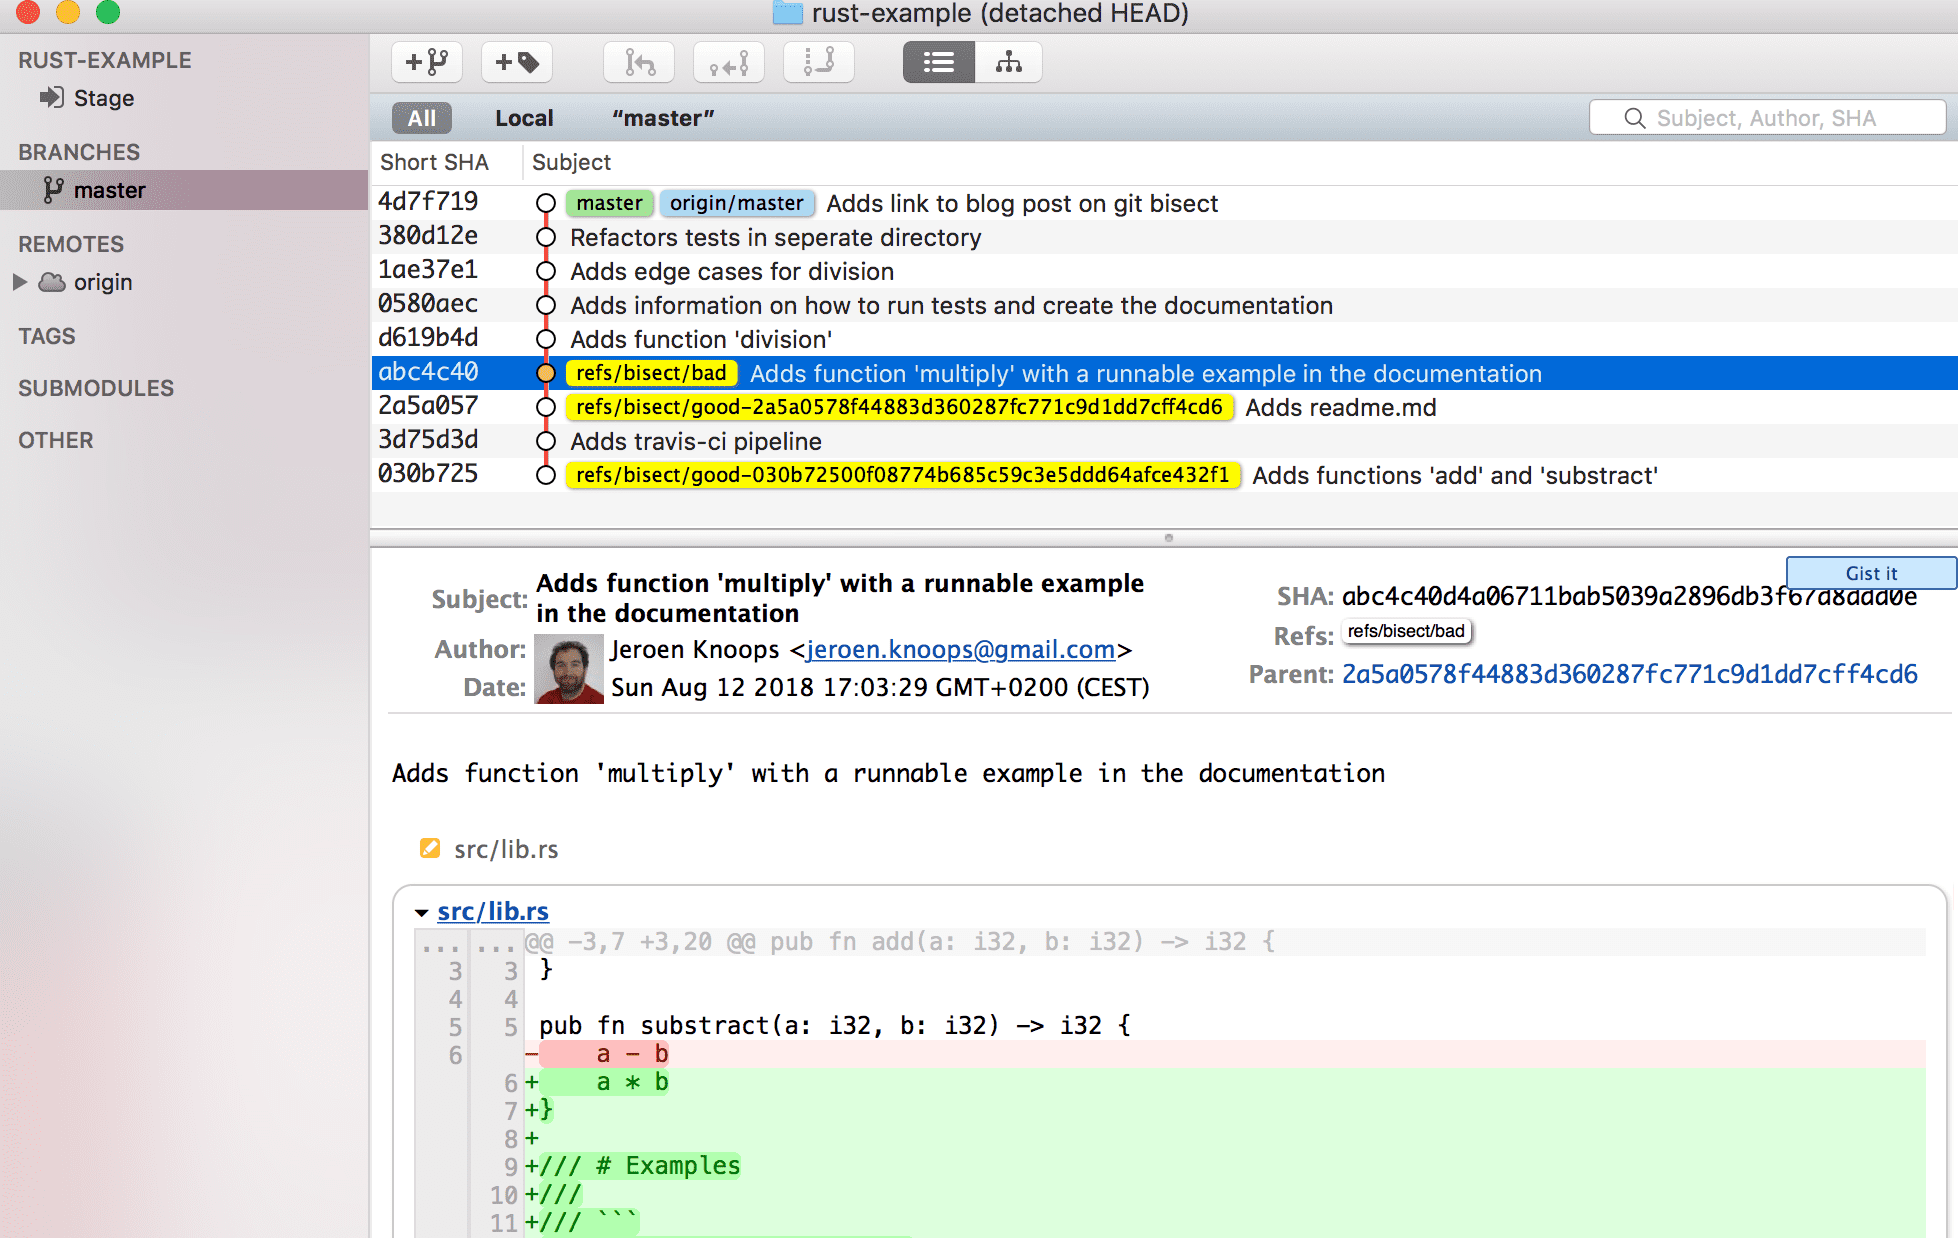 rust-example (detached HEAD)
RUST-EXAMPLE
Stage
BRANCHES
master
REMOTES
origin
TAGS
SUBMODULES
OTHER
All Local “master” Subject, Author, SHA
Short SHA Subject
4d7f719 master origin/master Adds link to blog post on git bisect
380d12e Refactors tests in seperate directory
1ae37e1 Adds edge cases for division
0580aec Adds information on how to run tests and create the documentation
d619b4d Adds function 'division'
abc4c40 refs/bisect/bad Adds function 'multiply' with a runnable example in the documentation
2a5a057 refs/bisect/good-2a5a0578f44883d360287fc771c9d1dd7cff4cd6 Adds readme.md
3d75d3d Adds travis-ci pipeline
030b725 refs/bisect/good-030b72500f08774b685c59c3e5ddd64afce432f1 Adds functions 'add' and 'substract'
Gist it
Subject: Adds function 'multiply' with a runnable example
in the documentation
Author: Jeroen Knoops <jeroen.knoops@gmail.com>
Date: Sun Aug 12 2018 17:03:29 GMT+0200 (CEST)
SHA: abc4c40d4a06711bab5039a2896db3f67d8ddd0e
Refs: refs/bisect/bad
Parent: 2a5a0578f44883d360287fc771c9d1dd7cff4cd6
Adds function 'multiply' with a runnable example in the documentation
src/lib.rs
src/lib.rs
... ... @@ -3,7 +3,20 @@ pub fn add(a: i32, b: i32) -> i32 {
3 3 }
4 4
5 5 pub fn substract(a: i32, b: i32) -> i32 {
6 - a - b
6 + a * b
7 +}
8 +
9 +/// # Examples
10 +///
11 +/// ```